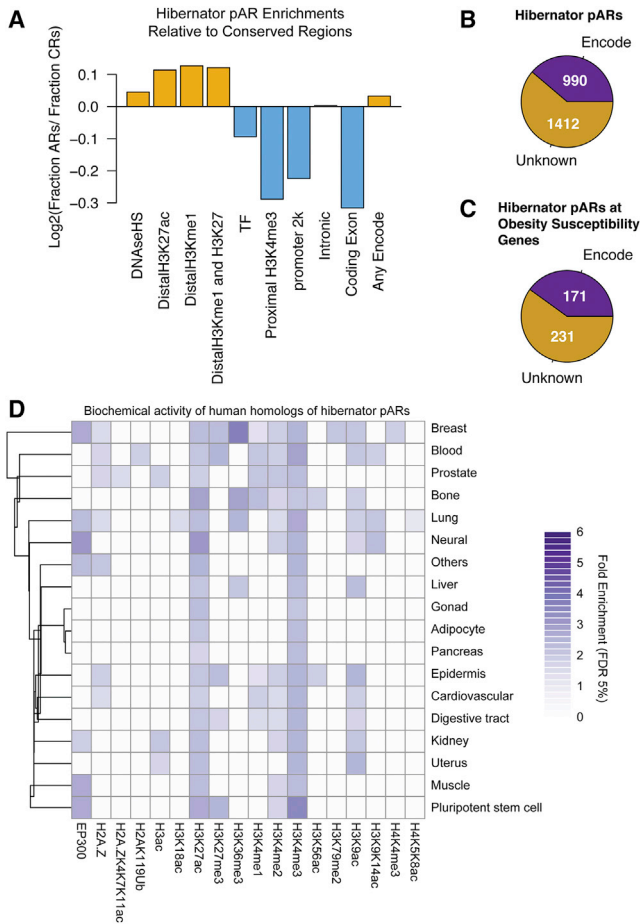 A
Hibernator pAR Enrichments
Relative to Conserved Regions
Log2(Fraction ARs/ Fraction CRs)
0.1
0.0
−0.1
−0.2
−0.3
DNAseHS
DistalH3K27ac
DistalH3Kme1
DistalH3Kme1 and H3K27
TF
Proximal H3K4me3
promoter 2k
Intronic
Coding Exon
Any Encode
B
Hibernator pARs
Encode
990
1412
Unknown
C
Hibernator pARs at
Obesity Susceptibility
Genes
Encode
171
231
Unknown
D
Biochemical activity of human homologs of hibernator pARs
Breast
Blood
Prostate
Bone
Lung
Neural
Others
Liver
Gonad
Adipocyte
Pancreas
Epidermis
Cardiovascular
Digestive tract
Kidney
Uterus
Muscle
Pluripotent stem cell
EP300
H2A.Z
H2A.ZK4K7K11ac
H2AK119Ub
H3ac
H3K18ac
H3K27ac
H3K27me3
H3K36me3
H3K4me1
H3K4me2
H3K4me3
H3K56ac
H3K79me2
H3K9ac
H3K9K14ac
H4K4me3
H4K5K8ac
6
5
4
3
2
1
0
Fold Enrichment (FDR 5%)